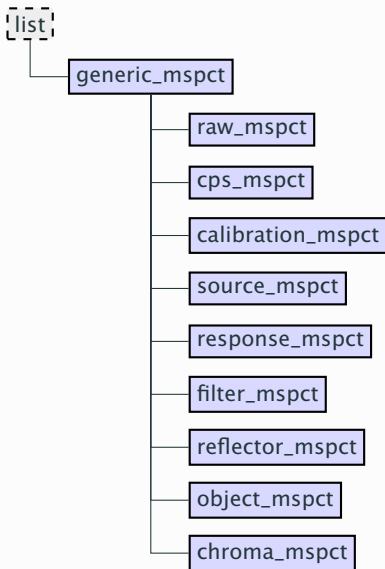 list
generic_mspct
raw_mspct
cps_mspct
calibration_mspct
source_mspct
response_mspct
filter_mspct
reflector_mspct
object_mspct
chroma_mspct